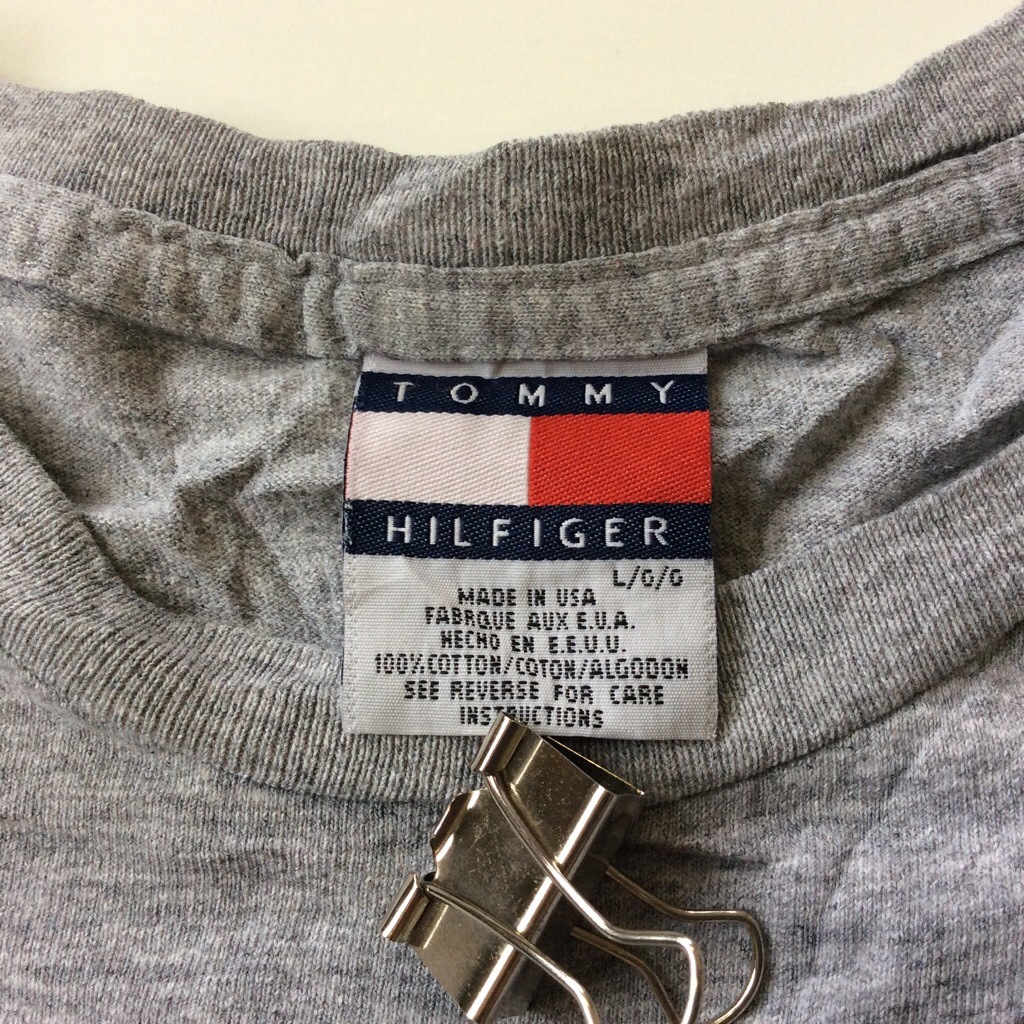 TOMMY
HILFIGER
L/G/G
MADE IN USA
FABRQUE AUX E.U.A.
HECHO EN E.E.U.U.
100%COTTON/COTON/ALGODON
SEE REVERSE FOR CARE
INSTRUCTIONS